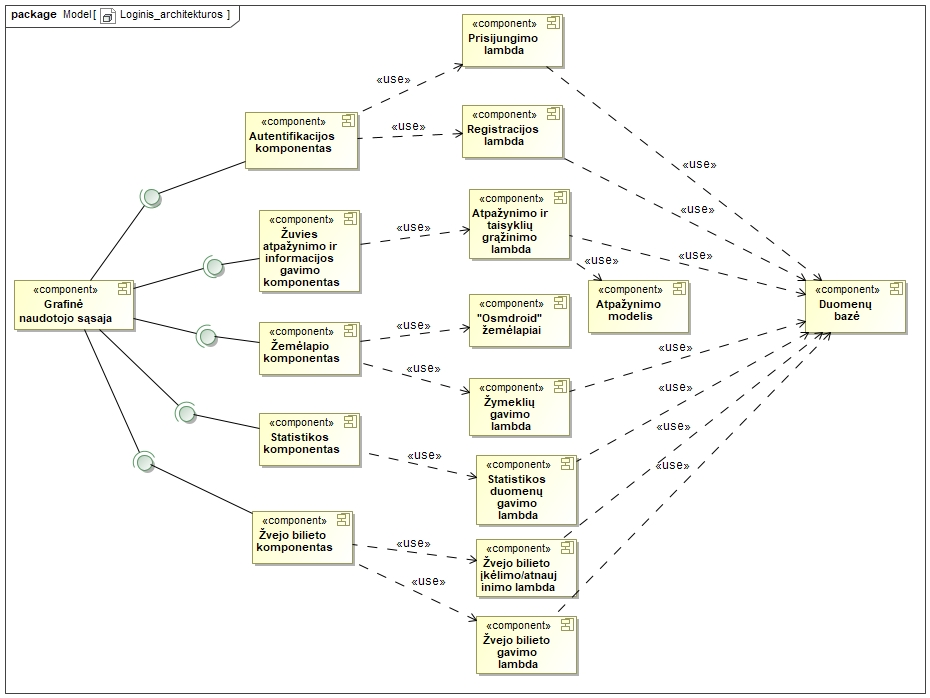 package Model[ Loginis_architekturos ]
«component»
Prisijungimo
lambda
«use»
«component»
Autentifikacijos
komponentas
«use»
«component»
Registracijos
lambda
«use»
«use»
«component»
Žuvies
atpažynimo ir
informacijos
gavimo
komponentas
«use»
«component»
Atpažynimo ir
taisyklių
grąžinimo
lambda
«use»
«use»
«component»
Grafinė
naudotojo sąsaja
«component»
Atpažynimo
modelis
«component»
Duomenų
bazė
«component»
Žemėlapio
komponentas
«use»
«component»
"Osmdroid"
žemėlapiai
«use»
«use»
«component»
Žymeklių
gavimo
lambda
«use»
«component»
Statistikos
komponentas
«use»
«component»
Statistikos
duomenų
gavimo
lambda
«use»
«use»
«component»
Žvejo bilieto
komponentas
«use»
«component»
Žvejo bilieto
įkėlimo/atnauj
inimo lambda
«use»
«component»
Žvejo bilieto
gavimo
lambda